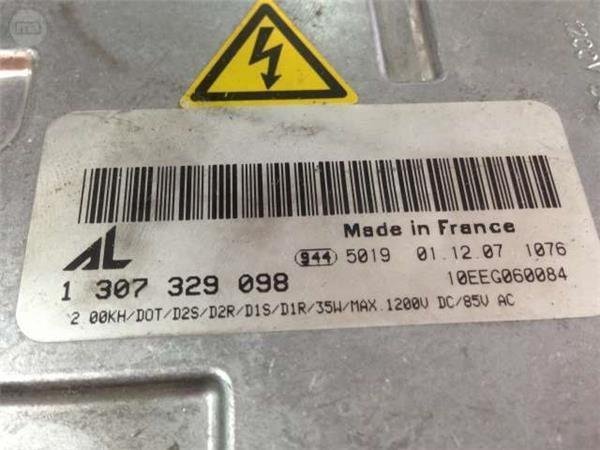 Made in France
AL
944 5019 01.12.07 1076
1 307 329 098
10EEG060084
2.00KH/DOT/D2S/D2R/D1S/D1R/35W/MAX.1200V DC/85V AC